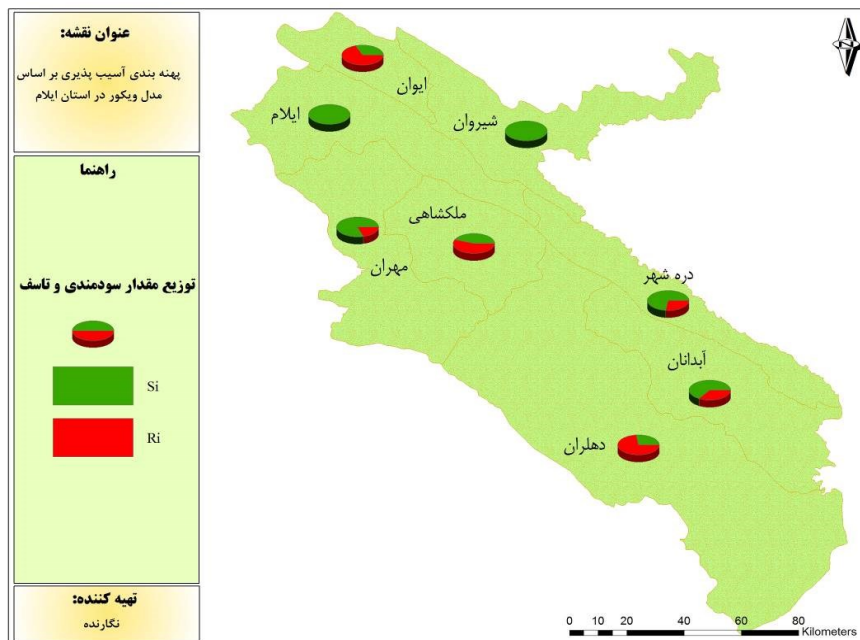 عنوان نقشه:
پهنه بندی آسیب پذیری بر اساس
مدل ویکور در استان ایلام
راهنما
توزیع مقدار سودمندی و تاسف
Si
Ri
تهیه کننده:
نگارنده
N
ایوان
ایلام
شیروان
ملکشاهی
مهران
دره شهر
آبدانان
دهلران
0 20 40 60 80
Kilometers